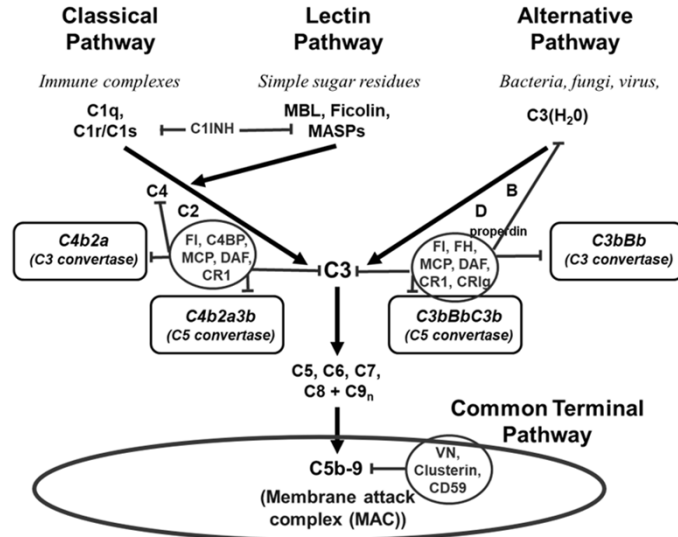 Classical
Pathway
Lectin
Pathway
Alternative
Pathway
Immune complexes
Simple sugar residues
Bacteria, fungi, virus,
C1q,
C1r/C1s
C1INH
MBL, Ficolin,
MASPs
C3(H20)
C4
C2
B
D
properdin
C4b2a
(C3 convertase)
FI, C4BP,
MCP, DAF,
CR1
C3
FI, FH,
MCP, DAF,
CR1, CRIg
C3bBb
(C3 convertase)
C4b2a3b
(C5 convertase)
C3bBbC3b
(C5 convertase)
C5, C6, C7,
C8 + C9n
Common Terminal
Pathway
C5b-9
VN,
Clusterin,
CD59
(Membrane attack
complex (MAC))